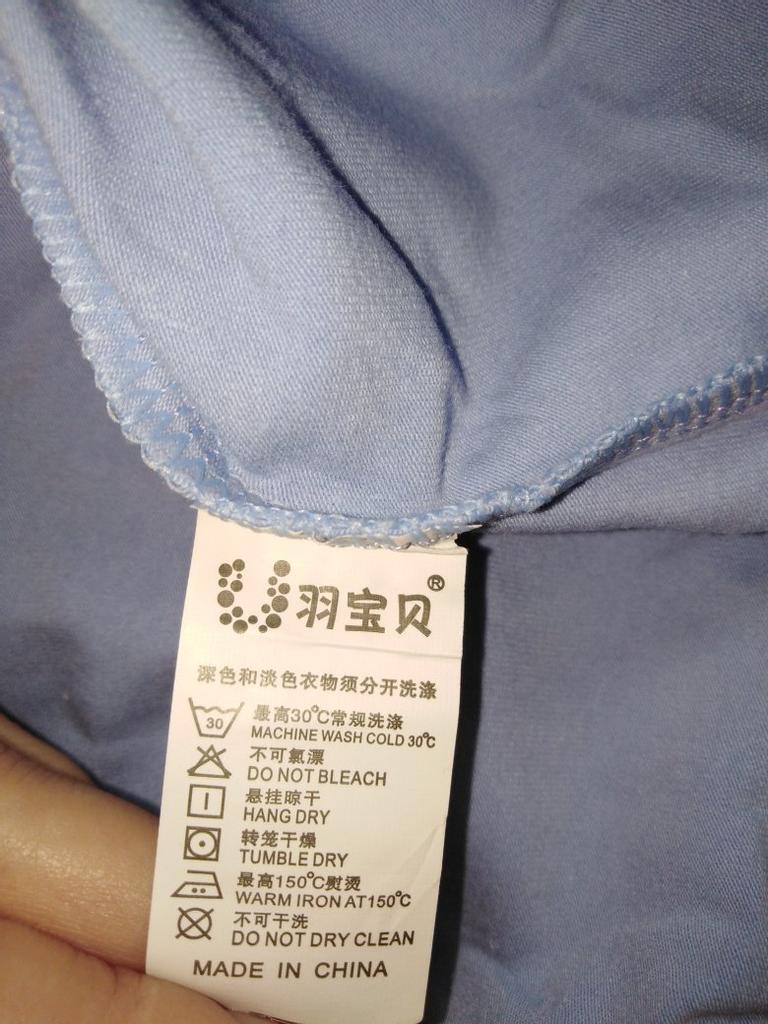 羽宝贝®
深色和淡色衣物须分开洗涤
30
最高30℃常规洗涤
MACHINE WASH COLD 30℃
不可氯漂
DO NOT BLEACH
悬挂晾干
HANG DRY
转笼干燥
TUMBLE DRY
最高150℃熨烫
WARM IRON AT150℃
不可干洗
DO NOT DRY CLEAN
MADE IN CHINA